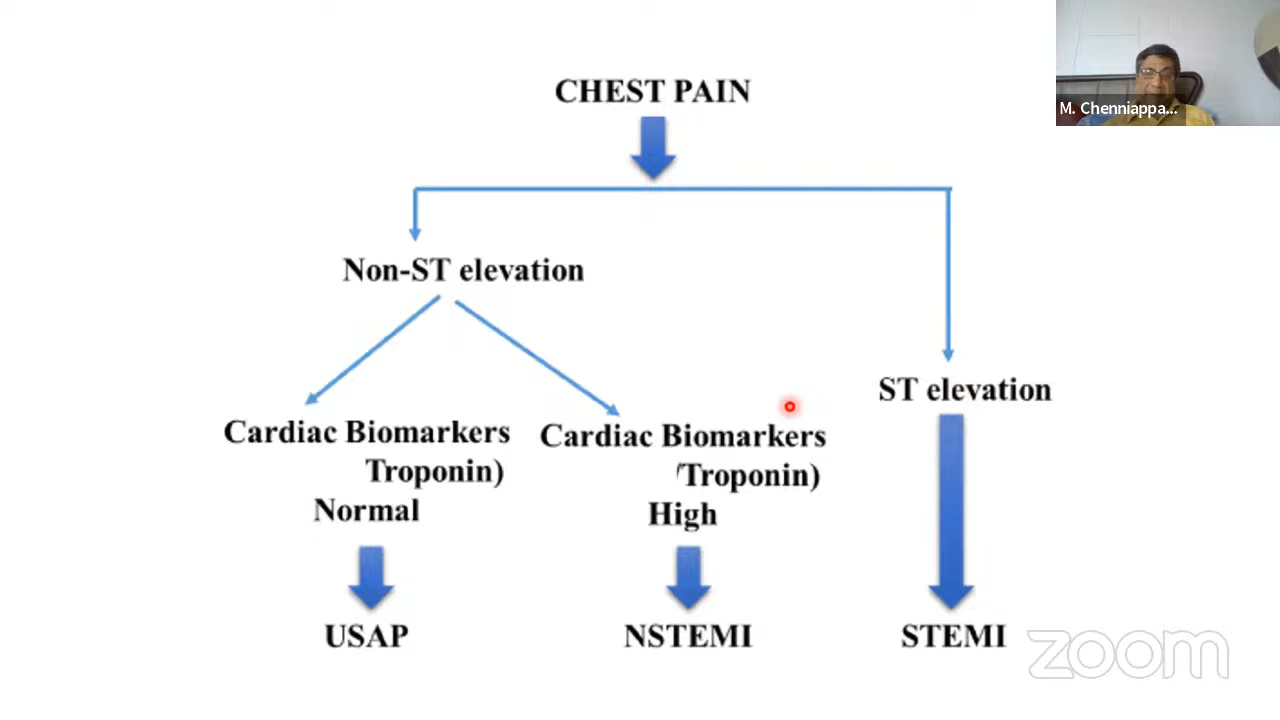 CHEST PAIN
M. Chenniappa...
Non-ST elevation
ST elevation
Cardiac Biomarkers
Troponin)
Normal
Cardiac Biomarkers
(Troponin)
High
USAP
NSTEMI
STEMI
zoom